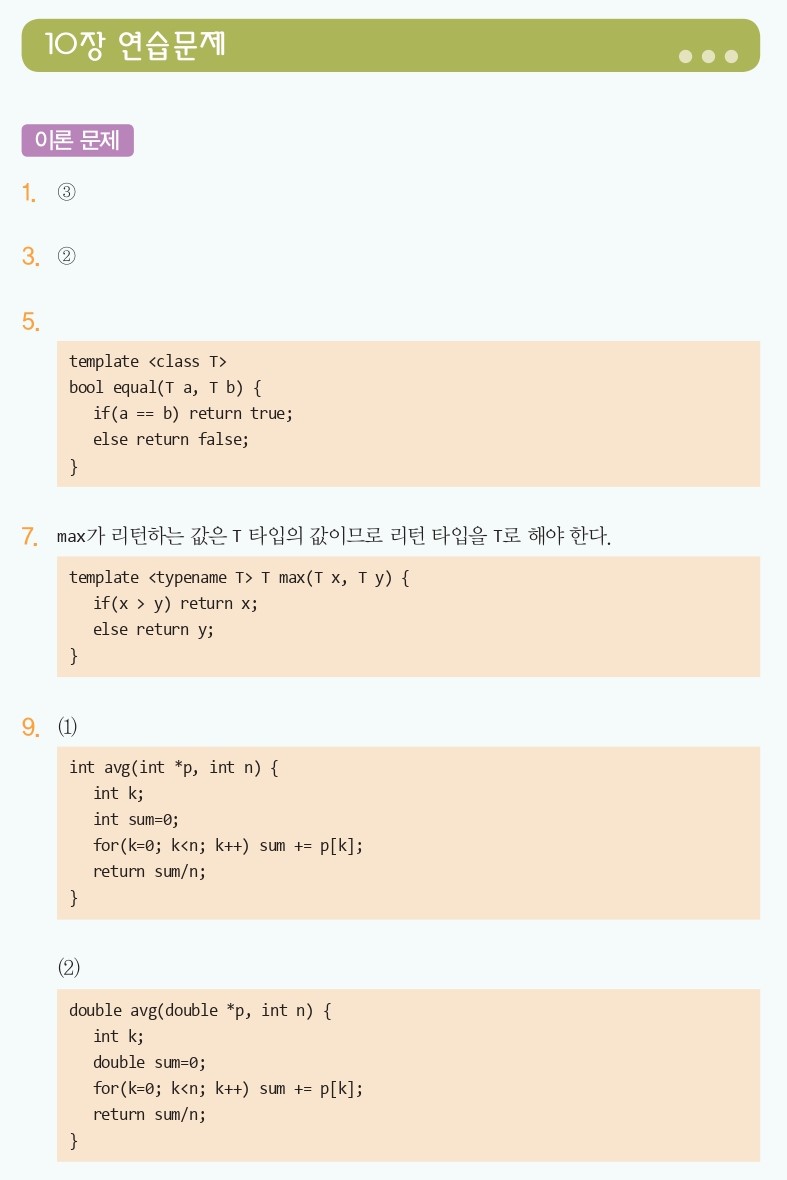 10장 연습문제
이론 문제
1. ③
3. ②
5.
template <class T>
bool equal(T a, T b) {
    if(a == b) return true;
    else return false;
}
7. max가 리턴하는 값은 T 타입의 값이므로 리턴 타입을 T로 해야 한다.
template <typename T> T max(T x, T y) {
    if(x > y) return x;
    else return y;
}
9. (1)
int avg(int *p, int n) {
    int k;
    int sum=0;
    for(k=0; k<n; k++) sum += p[k];
    return sum/n;
}
(2)
double avg(double *p, int n) {
    int k;
    double sum=0;
    for(k=0; k<n; k++) sum += p[k];
    return sum/n;
}